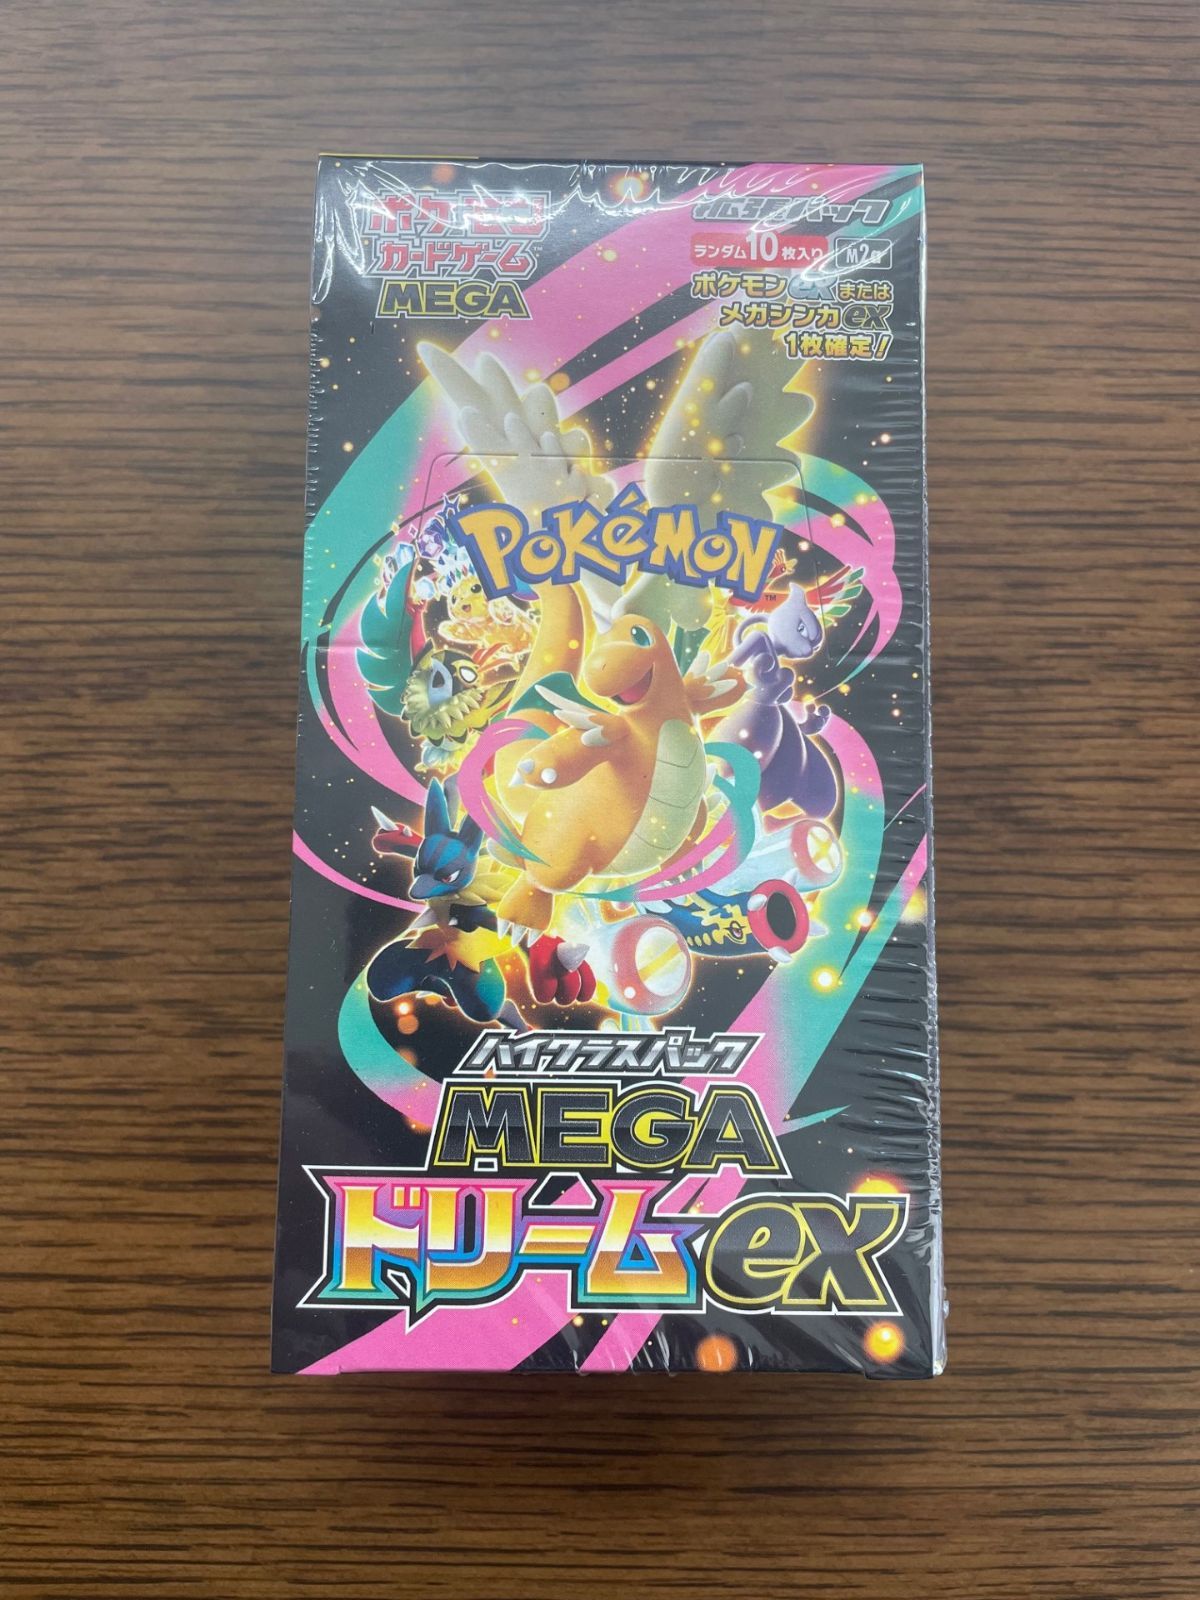 ポケモン
カードゲーム™
MEGA
拡張パック
ランダム10枚入り M2a
ポケモンexまたは
メガシンカex
1枚確定!
POKéMON™
ハイクラスパック
MEGA
ドリームex